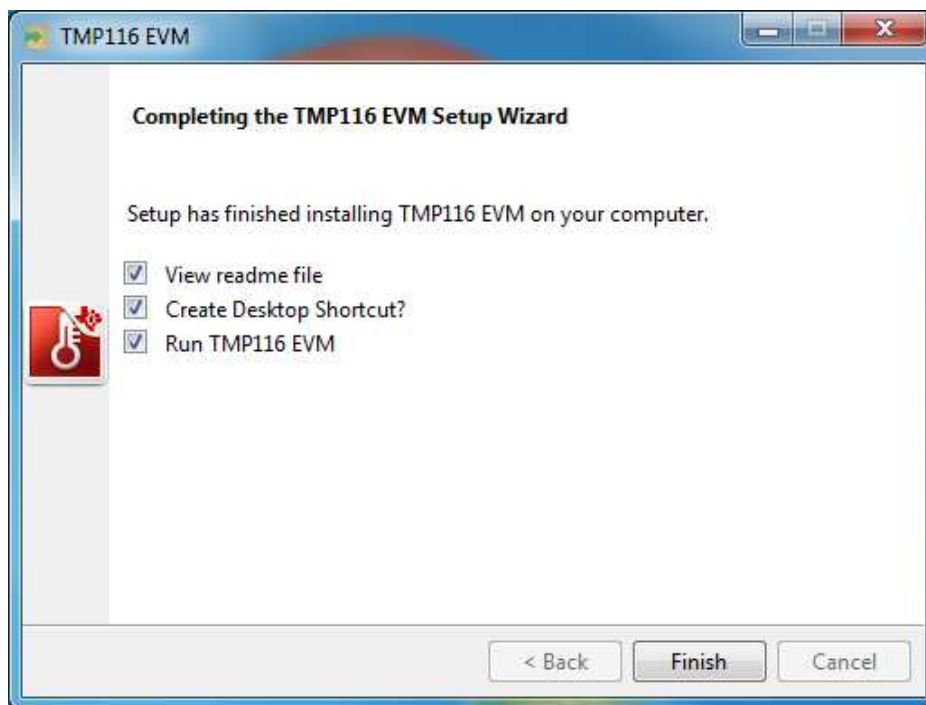 TMP116 EVM
Completing the TMP116 EVM Setup Wizard
Setup has finished installing TMP116 EVM on your computer.
View readme file
Create Desktop Shortcut?
Run TMP116 EVM
< Back Finish Cancel